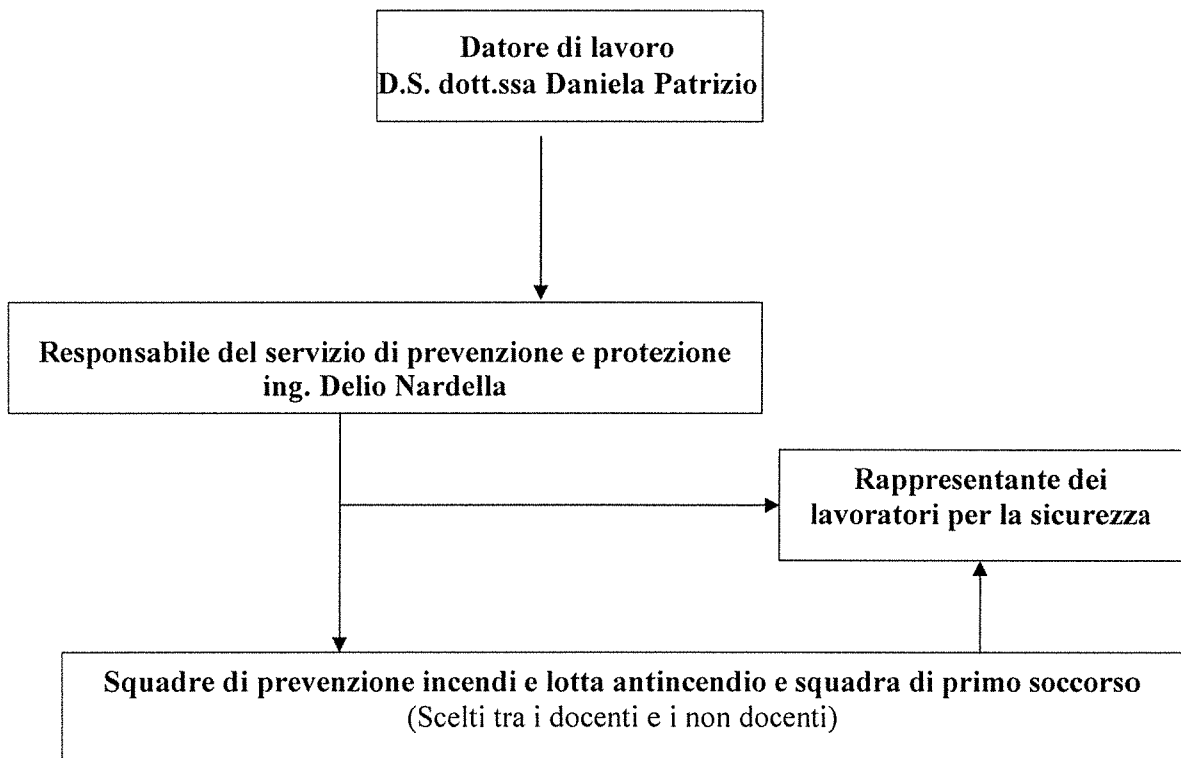 Datore di lavoro
D.S. dott.ssa Daniela Patrizio
Responsabile del servizio di prevenzione e protezione
ing. Delio Nardella
Rappresentante dei
lavoratori per la sicurezza
Squadre di prevenzione incendi e lotta antincendio e squadra di primo soccorso
(Scelti tra i docenti e i non docenti)